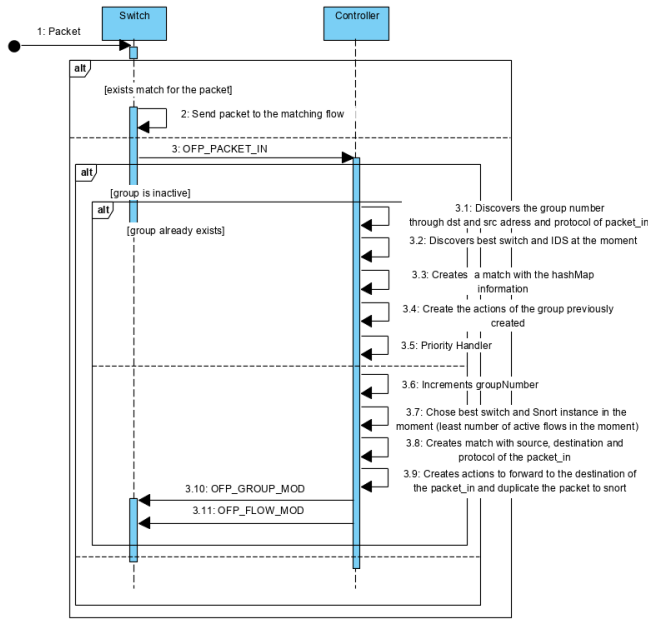 Switch
Controller
1: Packet
alt
[exists match for the packet]
2: Send packet to the matching flow
3: OFP_PACKET_IN
alt
[group is inactive]
alt
[group already exists]
3.1: Discovers the group number
through dst and src adress and protocol of packet_in
3.2: Discovers best switch and IDS at the moment
3.3: Creates a match with the hashMap
information
3.4: Create the actions of the group previously
created
3.5: Priority Handler
3.6: Increments groupNumber
3.7: Chose best switch and Snort instance in the
moment (least number of active flows in the moment)
3.8: Creates match with source, destination and
protocol of the packet_in
3.9: Creates actions to forward to the destination of
the packet_in and duplicate the packet to snort
3.10: OFP_GROUP_MOD
3.11: OFP_FLOW_MOD